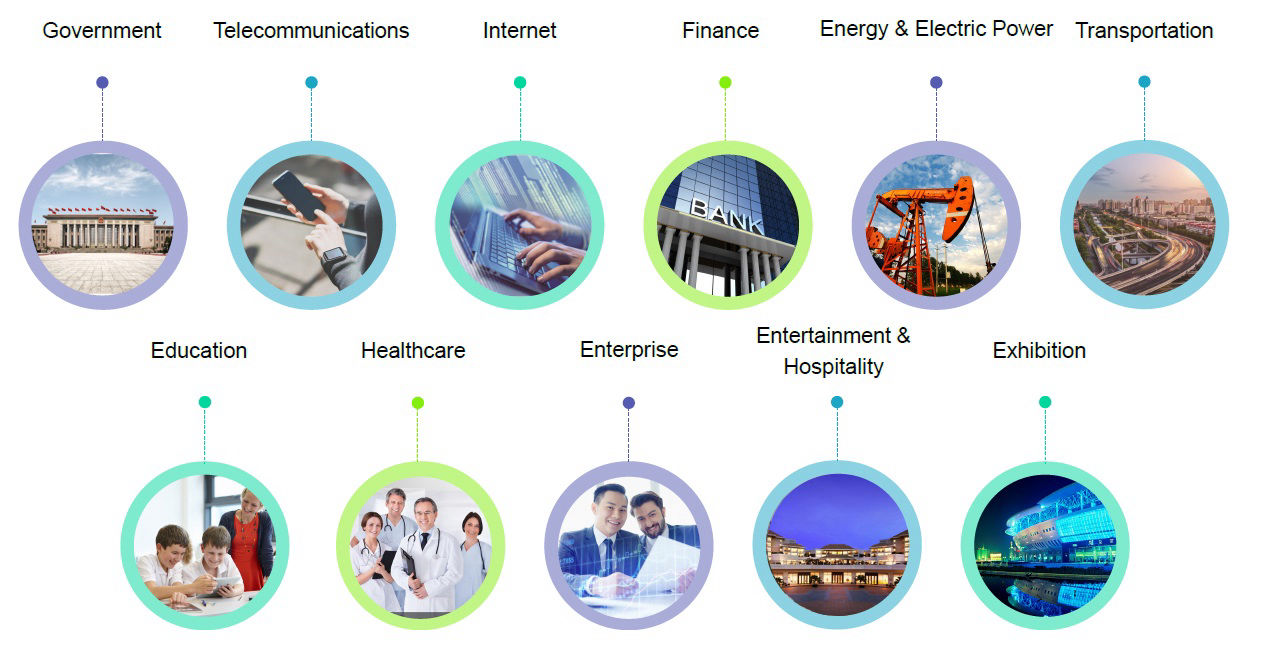 Government
Telecommunications
Internet
Finance
Energy & Electric Power
Transportation
BANK
Education
Healthcare
Enterprise
Entertainment &
Hospitality
Exhibition